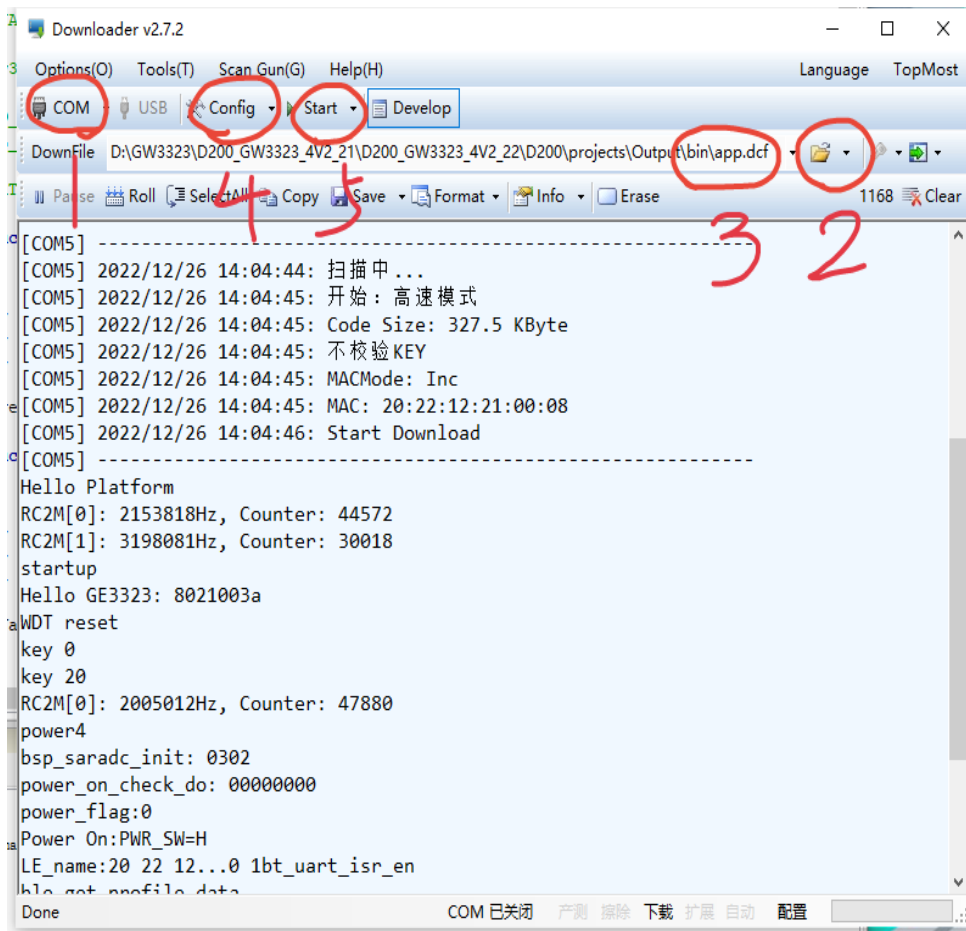 Downloader v2.7.2
Options(O) Tools(T) Scan Gun(G) Help(H) Language TopMost
COM USB Config Start Develop
DownFile D:\GW3323\D200_GW3323_4V2_21\D200_GW3323_4V2_22\D200\projects\Output\bin\app.dcf
Pause Roll SelectAll Copy Save Format Info Erase 1168 Clear
1 4 5 3 2
[COM5] ------------------------------------------------------------
[COM5] 2022/12/26 14:04:44: 扫描中...
[COM5] 2022/12/26 14:04:45: 开始：高速模式
[COM5] 2022/12/26 14:04:45: Code Size: 327.5 KByte
[COM5] 2022/12/26 14:04:45: 不校验KEY
[COM5] 2022/12/26 14:04:45: MACMode: Inc
[COM5] 2022/12/26 14:04:45: MAC: 20:22:12:21:00:08
[COM5] 2022/12/26 14:04:46: Start Download
[COM5] ------------------------------------------------------------
Hello Platform
RC2M[0]: 2153818Hz, Counter: 44572
RC2M[1]: 3198081Hz, Counter: 30018
startup
Hello GE3323: 8021003a
WDT reset
key 0
key 20
RC2M[0]: 2005012Hz, Counter: 47880
power4
bsp_saradc_init: 0302
power_on_check_do: 00000000
power_flag:0
Power On:PWR_SW=H
LE_name:20 22 12...0 1bt_uart_isr_en
ble get profile data
Done COM 已关闭 产测 擦除 下载 扩展 自动 配置